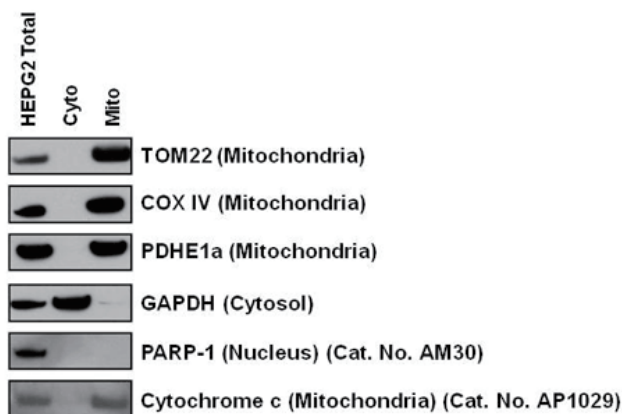 HEPG2 Total
Cyto
Mito
TOM22 (Mitochondria)
COX IV (Mitochondria)
PDHE1a (Mitochondria)
GAPDH (Cytosol)
PARP-1 (Nucleus) (Cat. No. AM30)
Cytochrome c (Mitochondria) (Cat. No. AP1029)